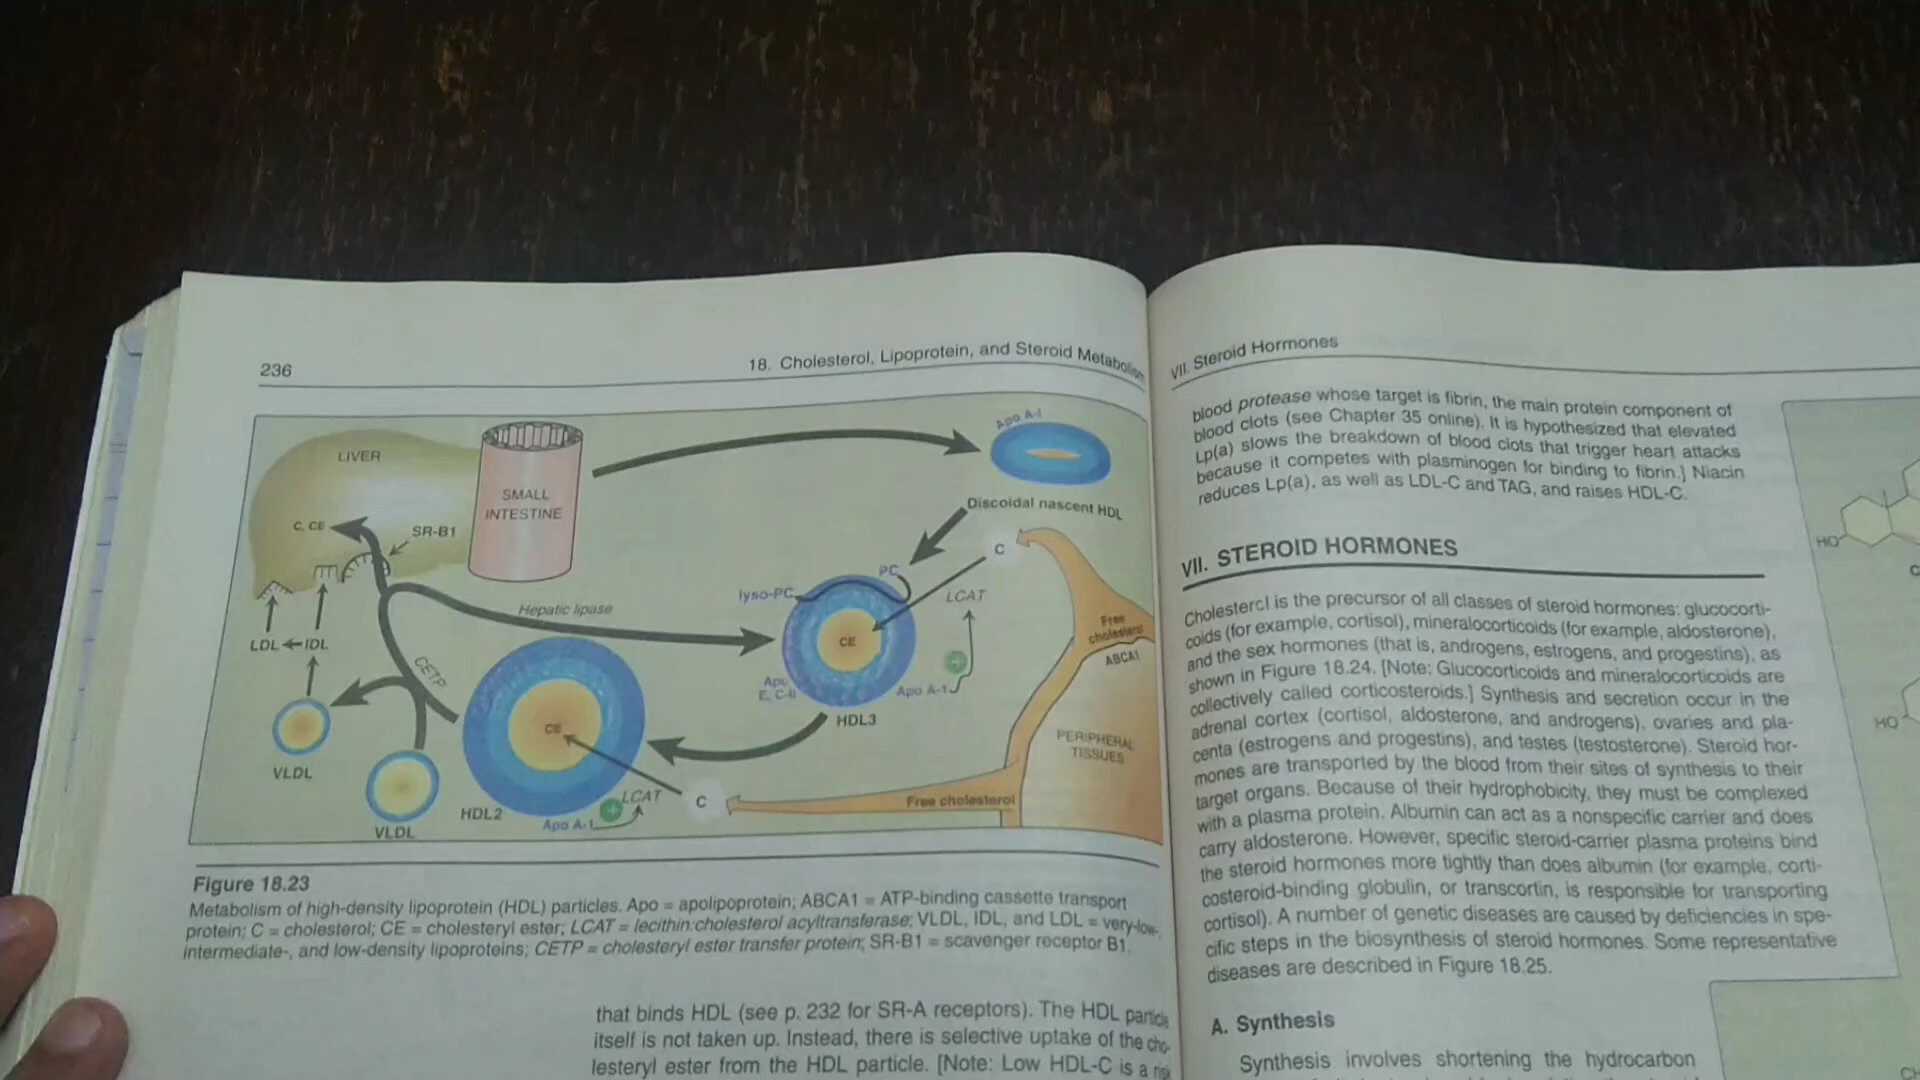 236
18. Cholesterol, Lipoprotein, and Steroid Metabolism
LIVER
SMALL
INTESTINE
C, CE
SR-B1
LDL
IDL
Hepatic lipase
CETP
VLDL
VLDL
HDL2
CE
Apo A-1
LCAT
C
Free cholesterol
Apo A-I
Discoidal nascent HDL
C
PC
lyso-PC
LCAT
CE
Apo
E, C-II
Apo A-1
HDL3
Free
cholesterol
ABCA1
PERIPHERAL
TISSUES
Figure 18.23
Metabolism of high-density lipoprotein (HDL) particles. Apo = apolipoprotein; ABCA1 = ATP-binding cassette transport
protein; C = cholesterol; CE = cholesteryl ester; LCAT = lecithin:cholesterol acyltransferase; VLDL, IDL, and LDL = very-low-,
intermediate-, and low-density lipoproteins; CETP = cholesteryl ester transfer protein; SR-B1 = scavenger receptor B1.
that binds HDL (see p. 232 for SR-A receptors). The HDL particle
itself is not taken up. Instead, there is selective uptake of the cho-
lesteryl ester from the HDL particle. [Note: Low HDL-C is a risk
VII. Steroid Hormones
blood protease whose target is fibrin, the main protein component of
blood clots (see Chapter 35 online). It is hypothesized that elevated
Lp(a) slows the breakdown of blood clots that trigger heart attacks
because it competes with plasminogen for binding to fibrin.] Niacin
reduces Lp(a), as well as LDL-C and TAG, and raises HDL-C.
VII. STEROID HORMONES
Cholesterol is the precursor of all classes of steroid hormones: glucocorti-
coids (for example, cortisol), mineralocorticoids (for example, aldosterone),
and the sex hormones (that is, androgens, estrogens, and progestins), as
shown in Figure 18.24. [Note: Glucocorticoids and mineralocorticoids are
collectively called corticosteroids.] Synthesis and secretion occur in the
adrenal cortex (cortisol, aldosterone, and androgens), ovaries and pla-
centa (estrogens and progestins), and testes (testosterone). Steroid hor-
mones are transported by the blood from their sites of synthesis to their
target organs. Because of their hydrophobicity, they must be complexed
with a plasma protein. Albumin can act as a nonspecific carrier and does
carry aldosterone. However, specific steroid-carrier plasma proteins bind
the steroid hormones more tightly than does albumin (for example, corti-
costeroid-binding globulin, or transcortin, is responsible for transporting
cortisol). A number of genetic diseases are caused by deficiencies in spe-
cific steps in the biosynthesis of steroid hormones. Some representative
diseases are described in Figure 18.25.
A. Synthesis
Synthesis involves shortening the hydrocarbon
HO
HO